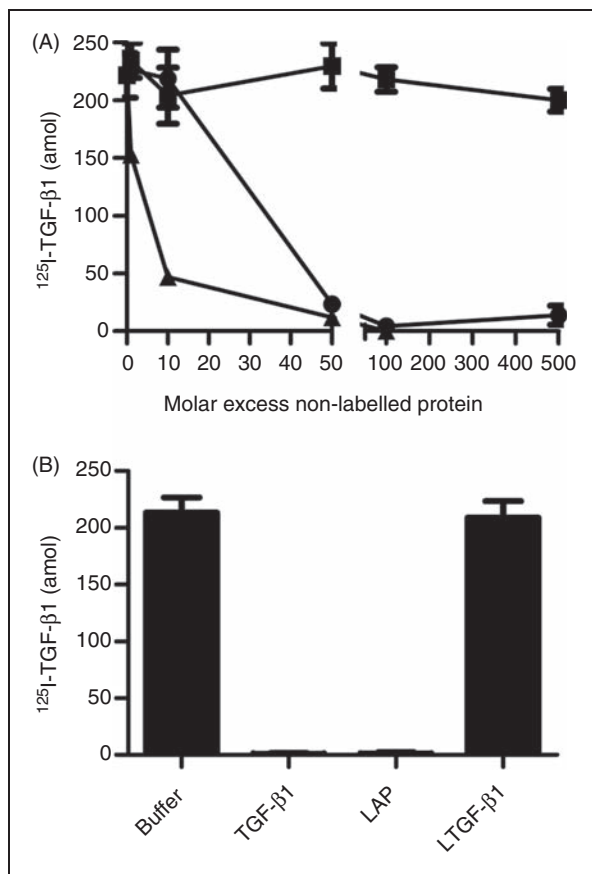 (A)
250
200
150
100
50
0
¹²⁵I-TGF-β1 (amol)
0 10 20 30 40 50 100 200 300 400 500
Molar excess non-labelled protein
(B)
250
200
150
100
50
0
¹²⁵I-TGF-β1 (amol)
Buffer
TGF-β1
LAP
LTGF-β1